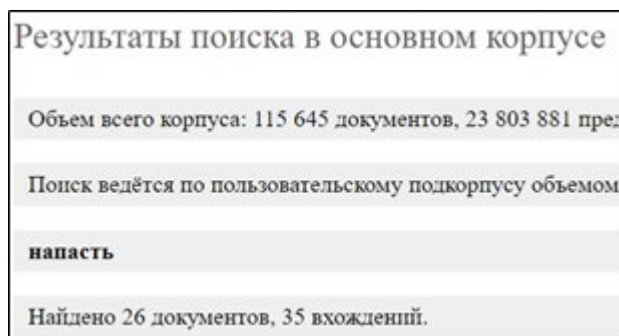 Результаты поиска в основном корпусе
Объем всего корпуса: 115 645 документов, 23 803 881
Поиск ведётся по пользовательскому подкорпусу объемом
напасть
Найдено 26 документов, 35 вхождений.